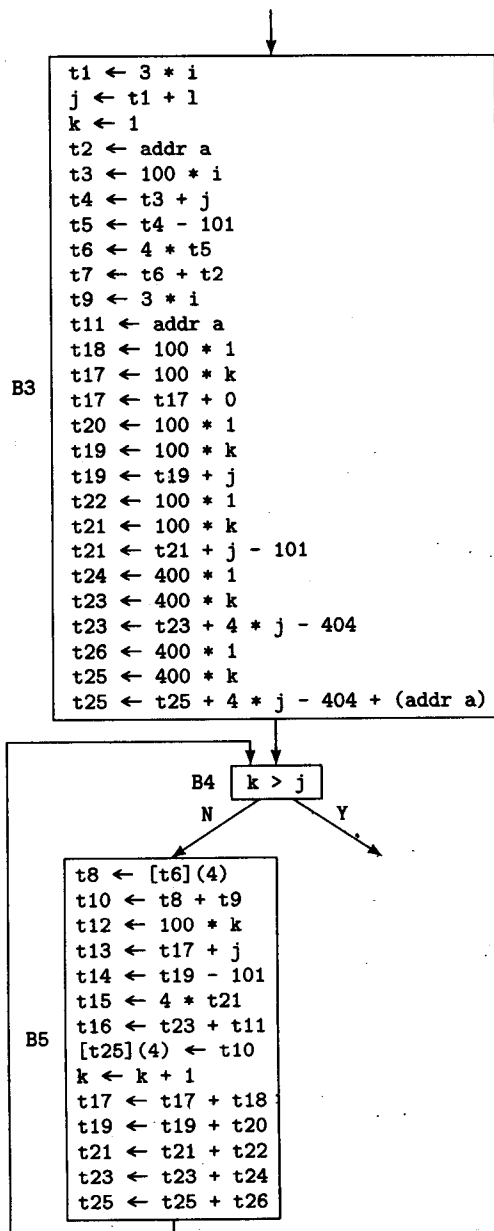 t1 ← 3 * i
j ← t1 + l
k ← 1
t2 ← addr a
t3 ← 100 * i
t4 ← t3 + j
t5 ← t4 - 101
t6 ← 4 * t5
t7 ← t6 + t2
t9 ← 3 * i
t11 ← addr a
t18 ← 100 * 1
t17 ← 100 * k
B3
t17 ← t17 + 0
t20 ← 100 * 1
t19 ← 100 * k
t19 ← t19 + j
t22 ← 100 * 1
t21 ← 100 * k
t21 ← t21 + j - 101
t24 ← 400 * 1
t23 ← 400 * k
t23 ← t23 + 4 * j - 404
t26 ← 400 * 1
t25 ← 400 * k
t25 ← t25 + 4 * j - 404 + (addr a)
B4 k > j
N Y
t8 ← [t6](4)
t10 ← t8 + t9
t12 ← 100 * k
t13 ← t17 + j
t14 ← t19 - 101
t15 ← 4 * t21
t16 ← t23 + t11
B5 [t25](4) ← t10
k ← k + 1
t17 ← t17 + t18
t19 ← t19 + t20
t21 ← t21 + t22
t23 ← t23 + t24
t25 ← t25 + t26